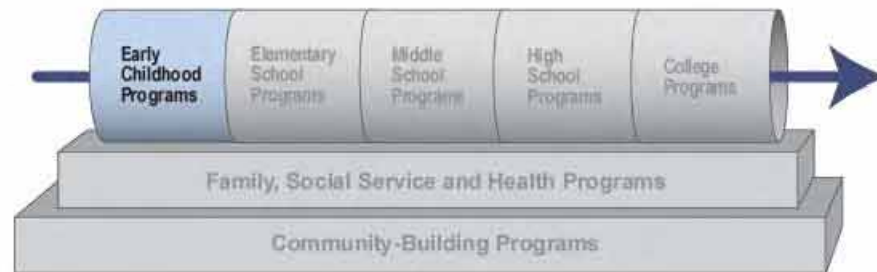 Early
Childhood
Programs
Elementary
School
Programs
Middle
School
Programs
High
School
Programs
College
Programs
Family, Social Service and Health Programs
Community-Building Programs